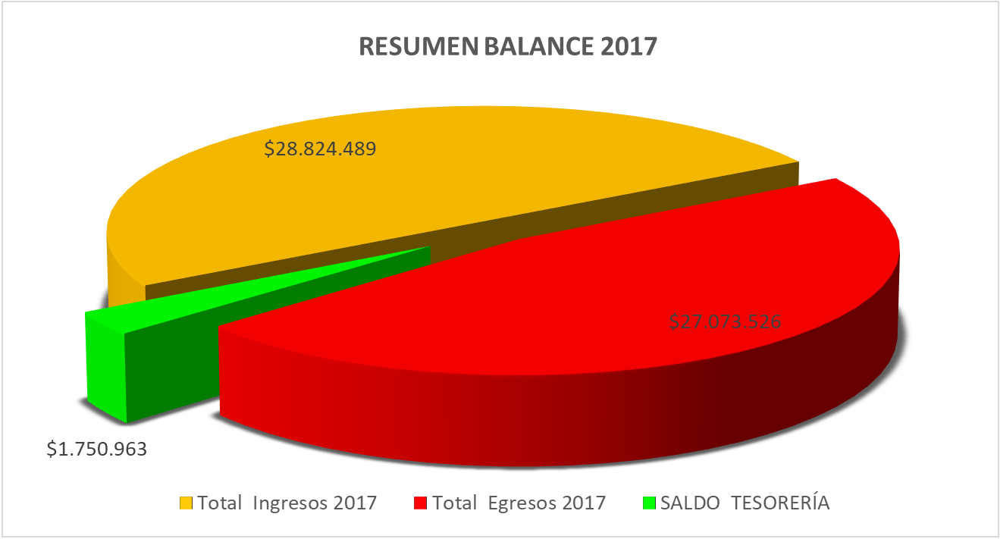 RESUMEN BALANCE 2017
$28.824.489
$27.073.526
$1.750.963
Total Ingresos 2017
Total Egresos 2017
SALDO TESORERÍA